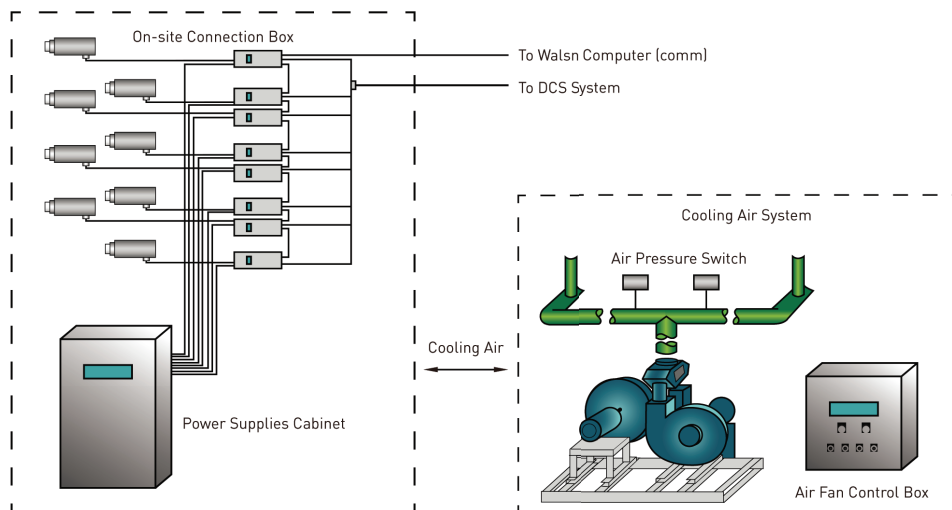 On-site Connection Box
To Walsn Computer (comm)
To DCS System
Cooling Air System
Air Pressure Switch
Cooling Air
Power Supplies Cabinet
Air Fan Control Box